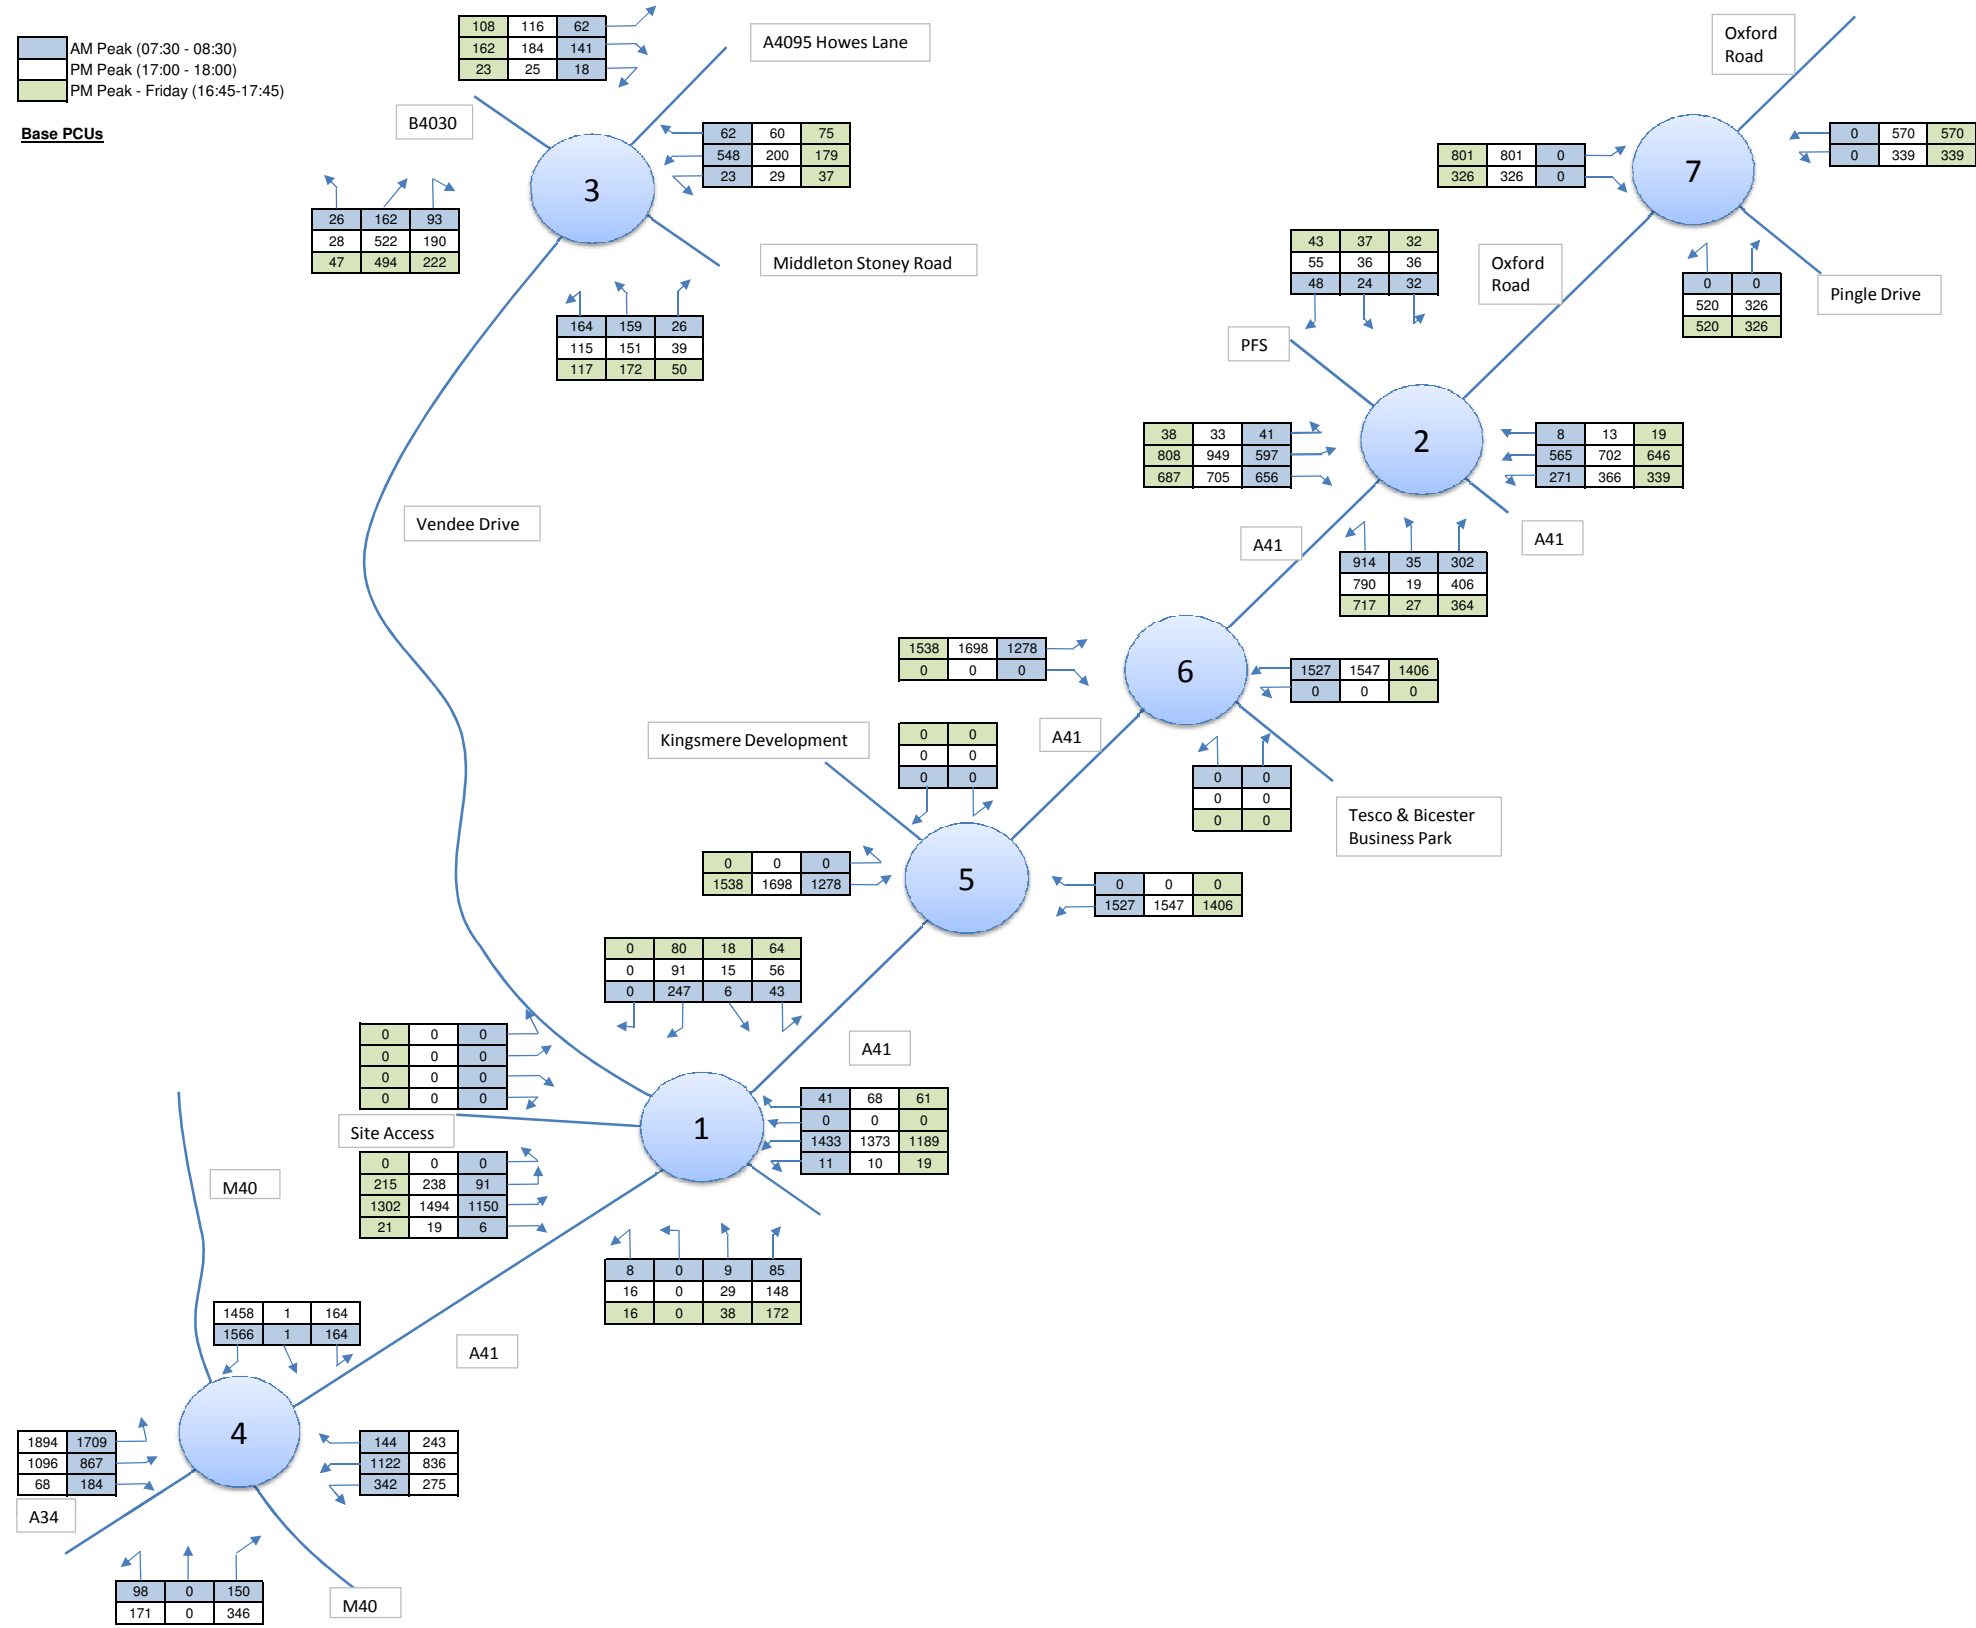 AM Peak (07:30 - 08:30)
PM Peak (17:00 - 18:00)
PM Peak - Friday (16:45-17:45)
Base PCUs
108 116 62
162 184 141
23 25 18
A4095 Howes Lane
B4030
3
62 60 75
548 200 179
23 29 37
26 162 93
28 522 190
47 494 222
Middleton Stoney Road
164 159 26
115 151 39
117 172 50
Oxford
Road
7
801 801 0
326 326 0
0 570 570
0 339 339
0 0
520 326
520 326
Pingle Drive
Oxford
Road
43 37 32
55 36 36
48 24 32
PFS
2
38 33 41
808 949 597
687 705 656
8 13 19
565 702 646
271 366 339
A41
A41
914 35 302
790 19 406
717 27 364
Vendee Drive
1538 1698 1278
0 0 0
6
1527 1547 1406
0 0 0
A41
0 0
0 0
0 0
Tesco & Bicester
Business Park
Kingsmere Development
0 0
0 0
0 0
5
0 0 0
1538 1698 1278
0 0 0
1527 1547 1406
0 80 18 64
0 91 15 56
0 247 6 43
A41
0 0 0
0 0 0
0 0 0
0 0 0
Site Access
1
41 68 61
0 0 0
1433 1373 1189
11 10 19
0 0 0
215 238 91
1302 1494 1150
21 19 6
8 0 9 85
16 0 29 148
16 0 38 172
M40
1458 1 164
1566 1 164
A41
4
1894 1709
1096 867
68 184
144 243
1122 836
342 275
A34
98 0 150
171 0 346
M40